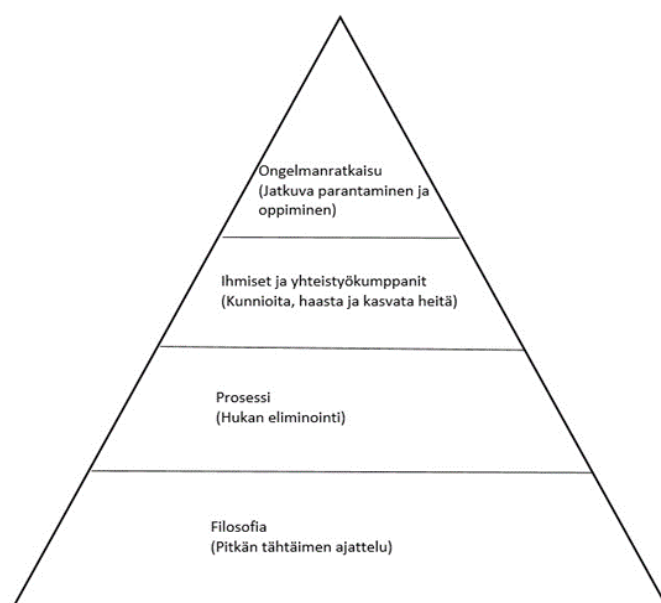 Ongelmanratkaisu
(Jatkuva parantaminen ja
oppiminen)
Ihmiset ja yhteistyökumppanit
(Kunnioita, haasta ja kasvata heitä)
Prosessi
(Hukan eliminointi)
Filosofia
(Pitkän tähtäimen ajattelu)